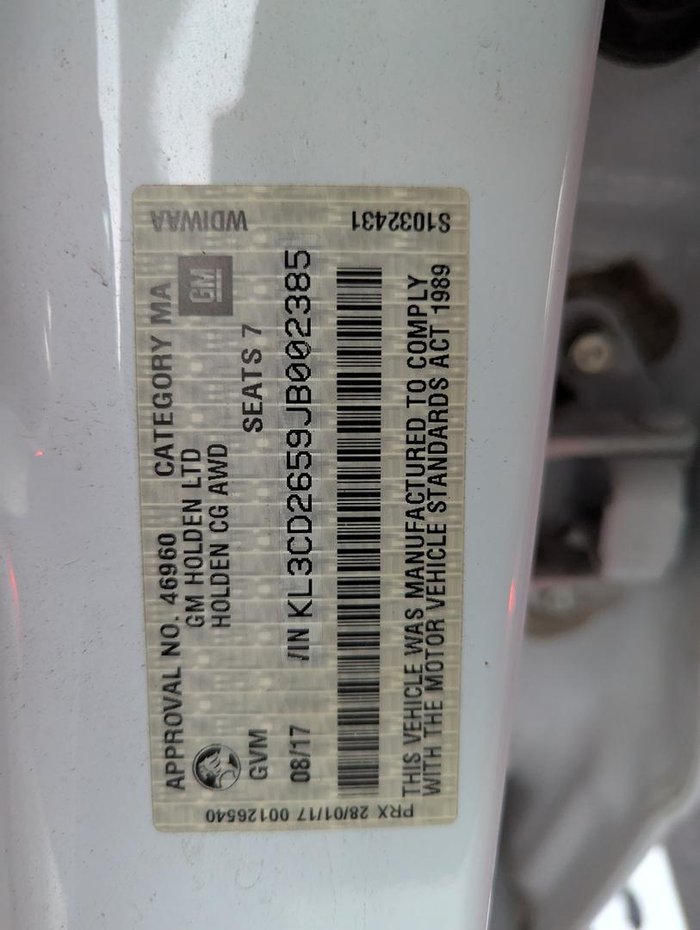 WDIWAA
S1032431
APPROVAL NO. 46960 CATEGORY MA
GM HOLDEN LTD
GM
HOLDEN CG AWD
GVM SEATS 7
08/17 VIN KL3CD2659JB002385
THIS VEHICLE WAS MANUFACTURED TO COMPLY
WITH THE MOTOR VEHICLE STANDARDS ACT 1989
PRX 28/01/17 00126540